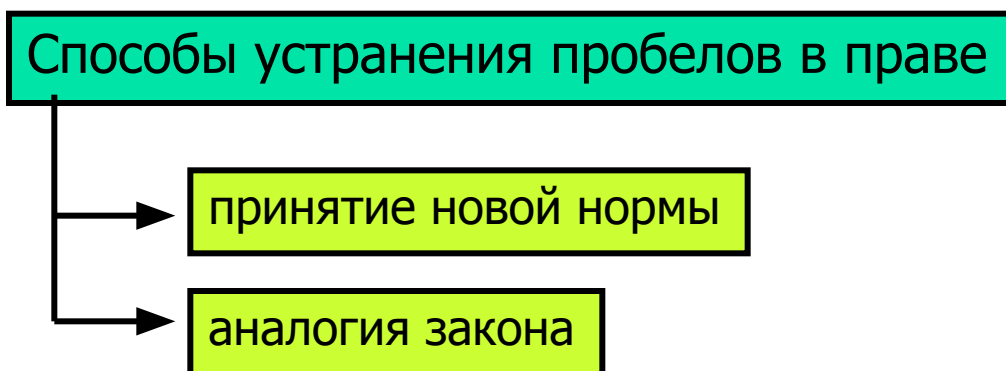 Способы устранения пробелов в праве
принятие новой нормы
аналогия закона